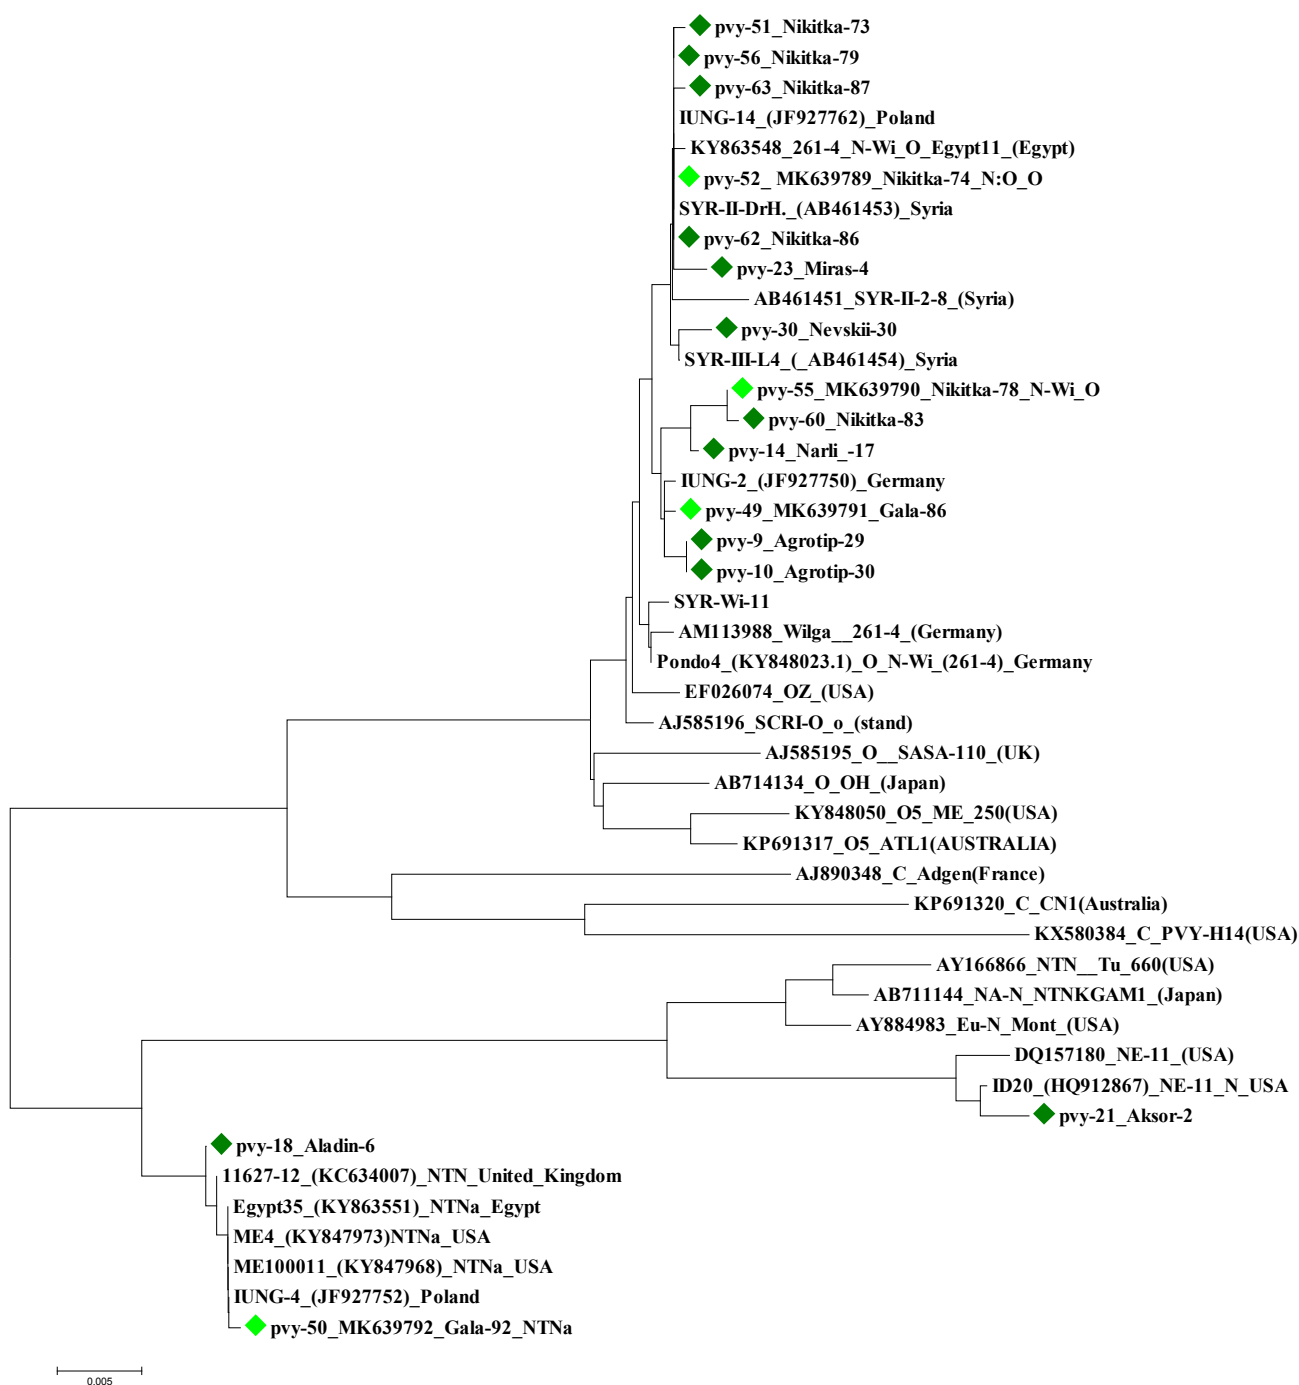 pvy-51_Nikitka-73
pvy-56_Nikitka-79
pvy-63_Nikitka-87
IUNG-14_(JF927762)_Poland
KY863548_261-4_N-Wi_O_Egypt11_(Egypt)
pvy-52_ MK639789_Nikitka-74_N:O_O
SYR-II-DrH._(AB461453)_Syria
pvy-62_Nikitka-86
pvy-23_Miras-4
AB461451_SYR-II-2-8_(Syria)
pvy-30_Nevskii-30
SYR-III-L4_(_AB461454)_Syria
pvy-55_MK639790_Nikitka-78_N-Wi_O
pvy-60_Nikitka-83
pvy-14_Narli_-17
IUNG-2_(JF927750)_Germany
pvy-49_MK639791_Gala-86
pvy-9_Agrotip-29
pvy-10_Agrotip-30
SYR-Wi-11
AM113988_Wilga__261-4_(Germany)
Pondo4_(KY848023.1)_O_N-Wi_(261-4)_Germany
EF026074_OZ_(USA)
AJ585196_SCRI-O_o_(stand)
AJ585195_O__SASA-110_(UK)
AB714134_O_OH_(Japan)
KY848050_O5_ME_250(USA)
KP691317_O5_ATL1(AUSTRALIA)
AJ890348_C_Adgen(France)
KP691320_C_CN1(Australia)
KX580384_C_PVY-H14(USA)
AY166866_NTN__Tu_660(USA)
AB711144_NA-N_NTNKGAM1_(Japan)
AY884983_Eu-N_Mont_(USA)
DQ157180_NE-11_(USA)
ID20_(HQ912867)_NE-11_N_USA
pvy-21_Aksor-2
pvy-18_Aladin-6
11627-12_(KC634007)_NTN_United_Kingdom
Egypt35_(KY863551)_NTNa_Egypt
ME4_(KY847973)NTNa_USA
ME100011_(KY847968)_NTNa_USA
IUNG-4_(JF927752)_Poland
pvy-50_MK639792_Gala-92_NTNa
0.005